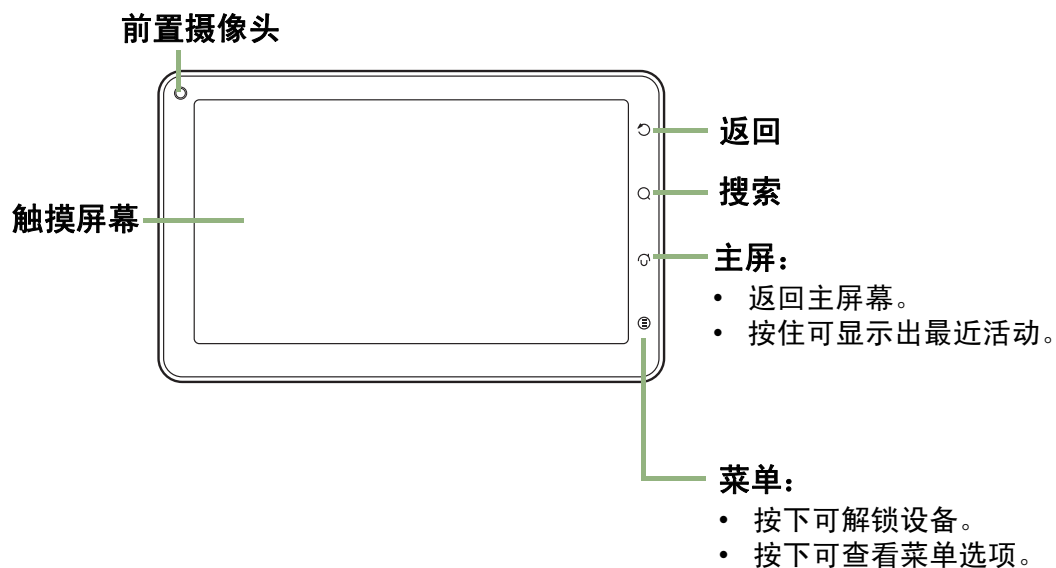 前置摄像头
返回
搜索
触摸屏幕
主屏：
• 返回主屏幕。
• 按住可显示出最近活动。
菜单：
• 按下可解锁设备。
• 按下可查看菜单选项。